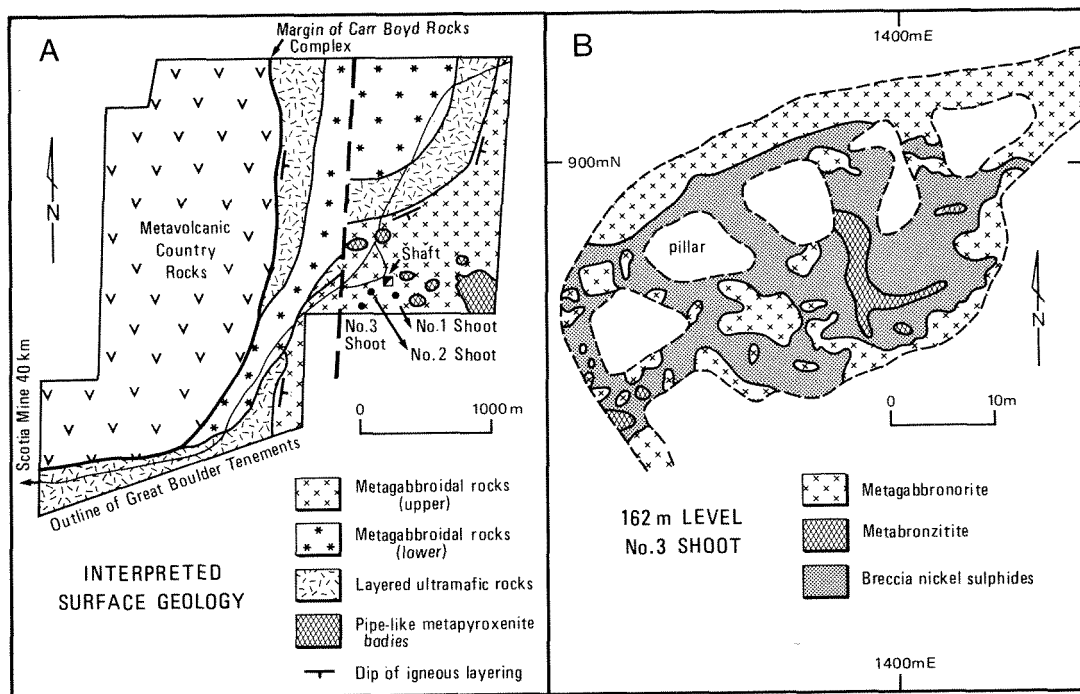 A
Margin of Carr Boyd Rocks
Complex
N
Metavolcanic
Country
Rocks
Shaft
No.3
Shoot
No.1 Shoot
No.2 Shoot
Scotia Mine 40 km
0
1000 m
Outline of Great Boulder Tenements
INTERPRETED
SURFACE GEOLOGY
Metagabbroidal rocks
(upper)
Metagabbroidal rocks
(lower)
Layered ultramafic rocks
Pipe-like metapyroxenite
bodies
Dip of igneous layering
B
1400mE
900mN
pillar
N
0
10m
162 m LEVEL
No.3 SHOOT
Metagabbronorite
Metabronzitite
Breccia nickel sulphides
1400mE